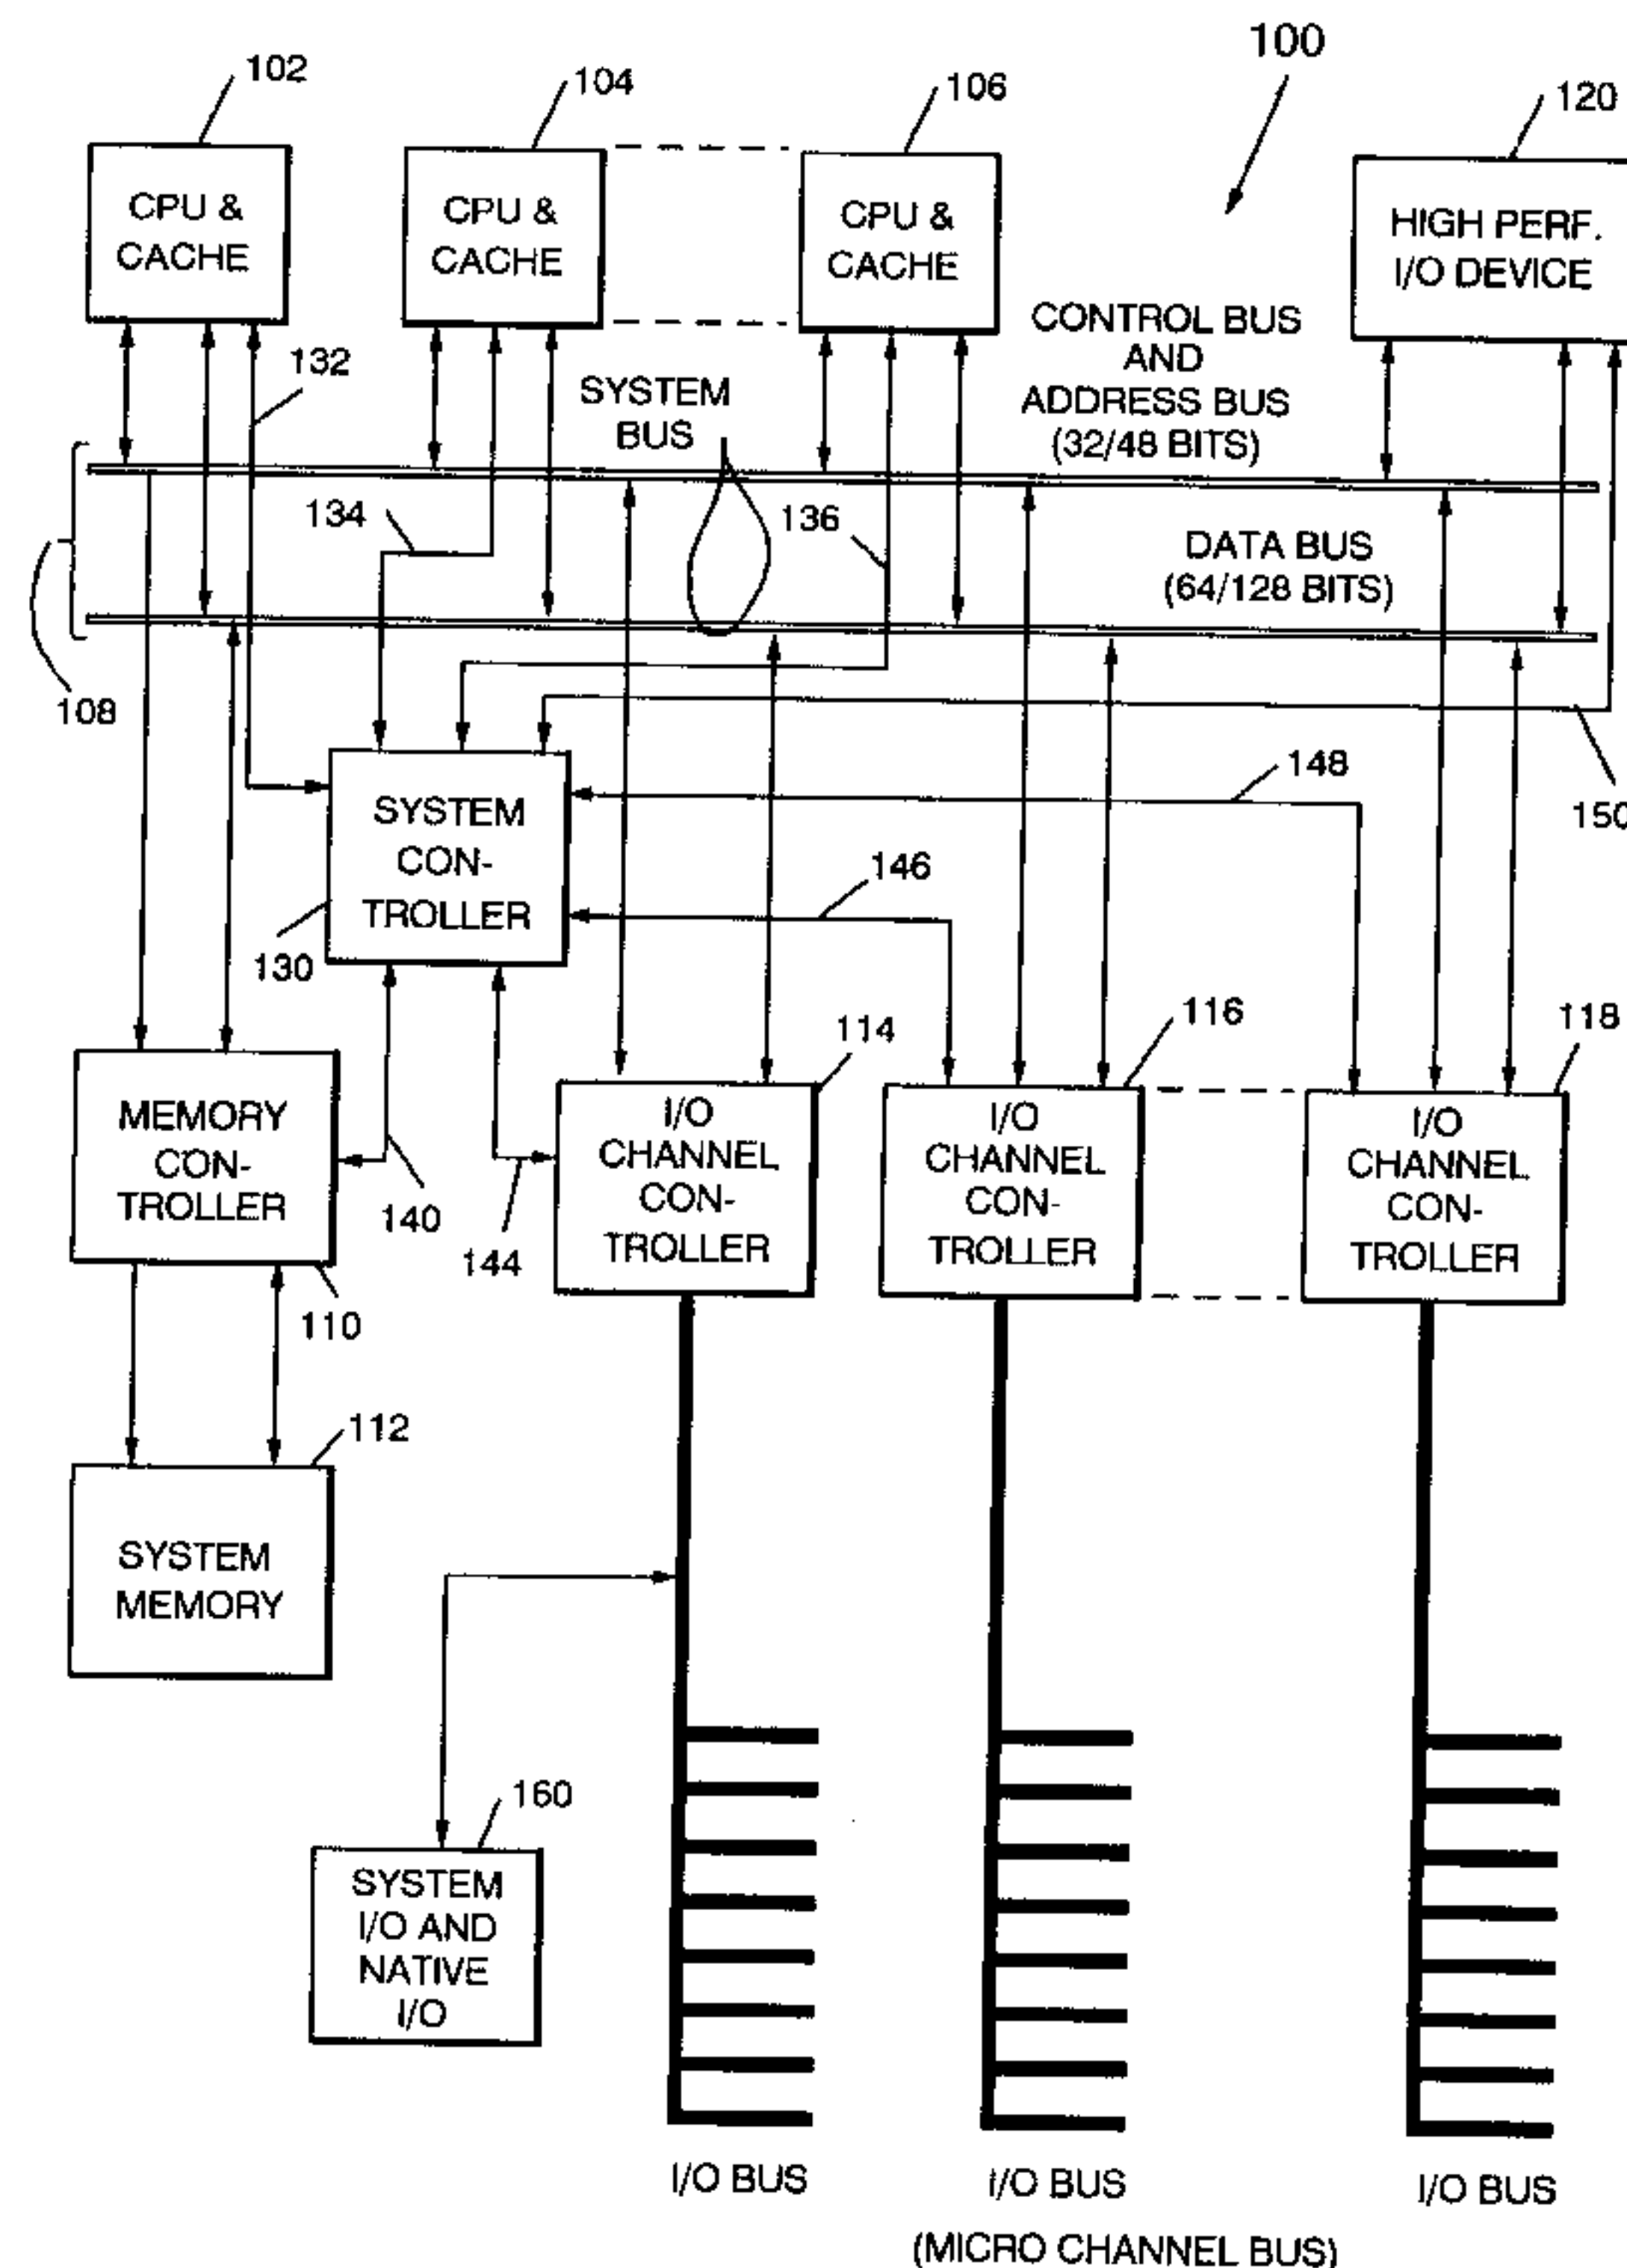 100
102
104
106
120
CPU &
CACHE
CPU &
CACHE
CPU &
CACHE
HIGH PERF.
I/O DEVICE
132
SYSTEM
BUS
CONTROL BUS
AND
ADDRESS BUS
(32/48 BITS)
134
136
DATA BUS
(64/128 BITS)
108
148
150
SYSTEM
CON-
TROLLER
146
130
114
116
118
MEMORY
CON-
TROLLER
I/O
CHANNEL
CON-
TROLLER
I/O
CHANNEL
CON-
TROLLER
I/O
CHANNEL
CON-
TROLLER
140
144
110
112
SYSTEM
MEMORY
160
SYSTEM
I/O AND
NATIVE
I/O
I/O BUS
I/O BUS
I/O BUS
(MICRO CHANNEL BUS)